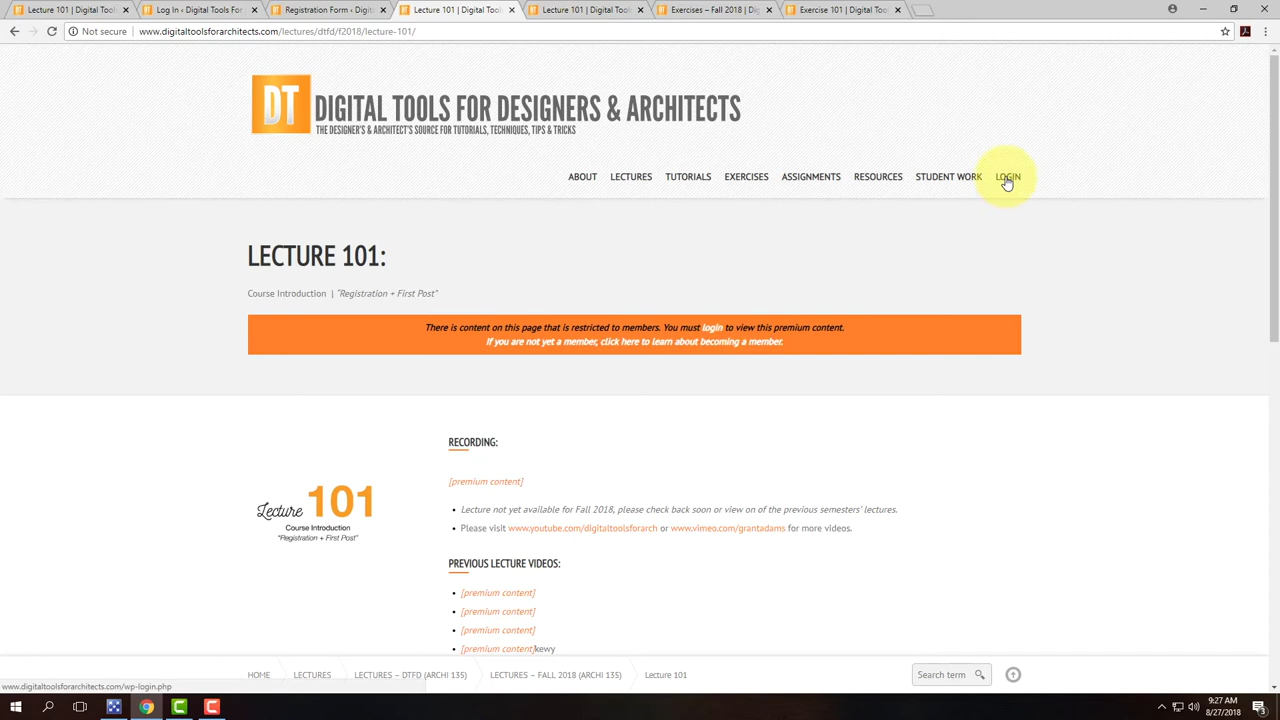 Lecture 101 | Digital Tools
Log In ‹ Digital Tools For
Registration Form ‹ Digital
Lecture 101 | Digital Tools
Lecture 101 | Digital Tools
Exercises – Fall 2018 | Dig
Exercise 101 | Digital Tools
Not secure | www.digitaltoolsforarchitects.com/lectures/dtfd/f2018/lecture-101/
DT
DIGITAL TOOLS FOR DESIGNERS & ARCHITECTS
THE DESIGNER'S & ARCHITECT'S SOURCE FOR TUTORIALS, TECHNIQUES, TIPS & TRICKS
ABOUT LECTURES TUTORIALS EXERCISES ASSIGNMENTS RESOURCES STUDENT WORK LOGIN
LECTURE 101:
Course Introduction | "Registration + First Post"
There is content on this page that is restricted to members. You must login to view this premium content.
If you are not yet a member, click here to learn about becoming a member.
Lecture 101
Course Introduction
"Registration + First Post"
RECORDING:
[premium content]
• Lecture not yet available for Fall 2018, please check back soon or view on of the previous semesters' lectures.
• Please visit www.youtube.com/digitaltoolsforarch or www.vimeo.com/grantadams for more videos.
PREVIOUS LECTURE VIDEOS:
• [premium content]
• [premium content]
• [premium content]
• [premium content]kewy
HOME LECTURES LECTURES – DTFD (ARCHI 135) LECTURES – FALL 2018 (ARCHI 135) Lecture 101
Search term
www.digitaltoolsforarchitects.com/wp-login.php
9:27 AM
8/27/2018
3